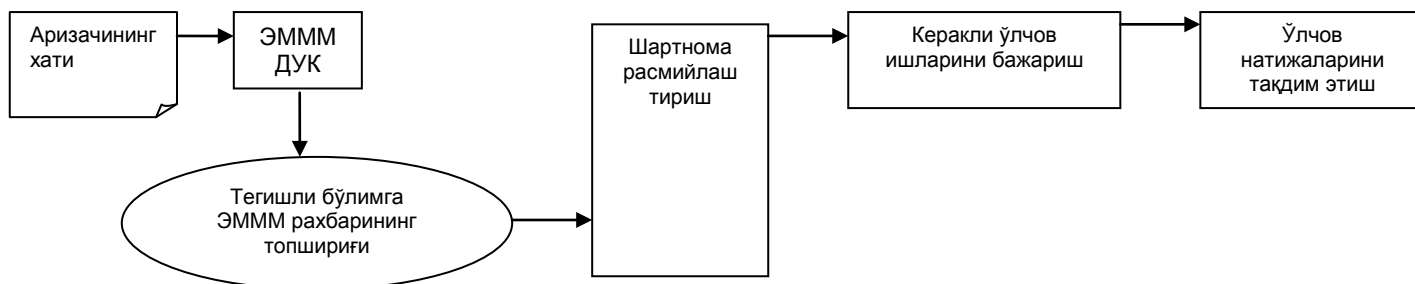 Аризачининг
хати
ЭМММ
ДУК
Тегишли бўлимга
ЭМММ рахбарининг
топшириғи
Шартнома
расмийлаш
тириш
Керакли ўлчов
ишларини бажариш
Ўлчов
натижаларини
тақдим этиш